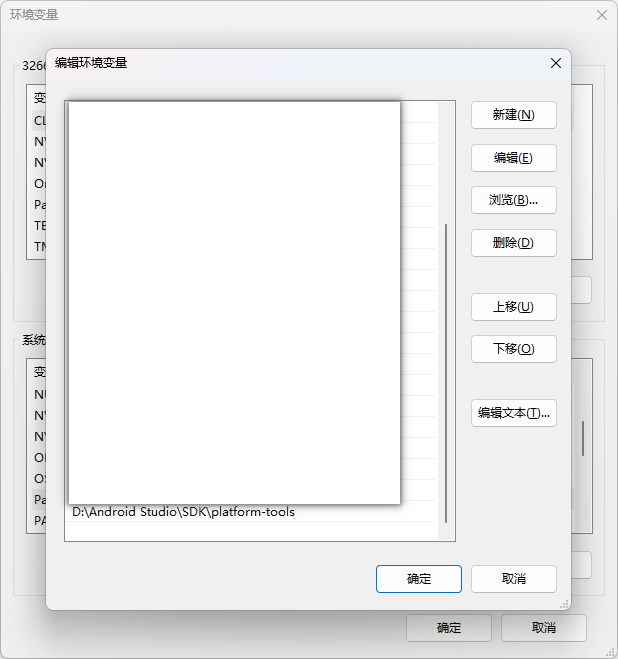 环境变量
编辑环境变量
3266
变
CL
NV
NV
On
Pa
TE
TM
系统
变
NU
NV
NV
OI
OS
Pa
PA
D:\Android Studio\SDK\platform-tools
新建(N)
编辑(E)
浏览(B)...
删除(D)
上移(U)
下移(O)
编辑文本(T)...
确定
取消
确定
取消